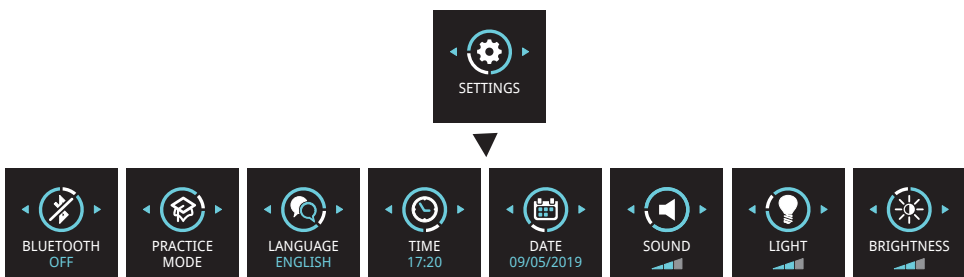 SETTINGS
BLUETOOTH
OFF
PRACTICE
MODE
LANGUAGE
ENGLISH
TIME
17:20
DATE
09/05/2019
SOUND
LIGHT
BRIGHTNESS